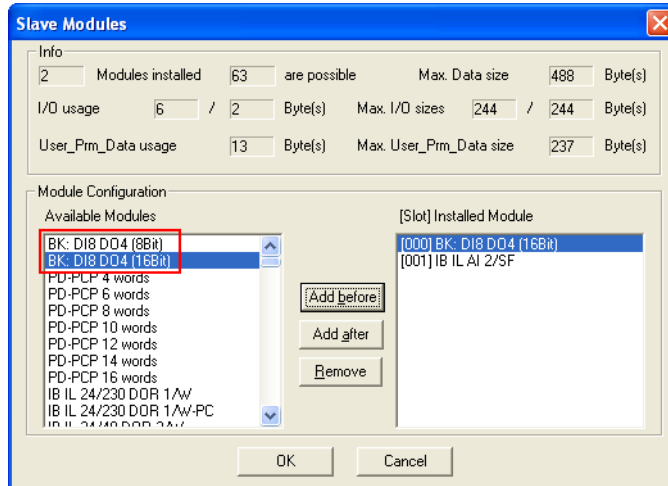 Slave Modules
Info
2 Modules installed 63 are possible Max. Data size 488 Byte(s)
I/O usage 6 / 2 Byte(s) Max. I/O sizes 244 / 244 Byte(s)
User_Prm_Data usage 13 Byte(s) Max. User_Prm_Data size 237 Byte(s)
Module Configuration
Available Modules
BK: DI8 DO4 (8Bit)
BK: DI8 DO4 (16Bit)
PD-PCP 4 words
PD-PCP 6 words
PD-PCP 8 words
PD-PCP 10 words
PD-PCP 12 words
PD-PCP 14 words
PD-PCP 16 words
IB IL 24/230 DOR 1/W
IB IL 24/230 DOR 1/W-PC
Add before
Add after
Remove
[Slot] Installed Module
[000] BK: DI8 DO4 (16Bit)
[001] IB IL AI 2/SF
OK Cancel